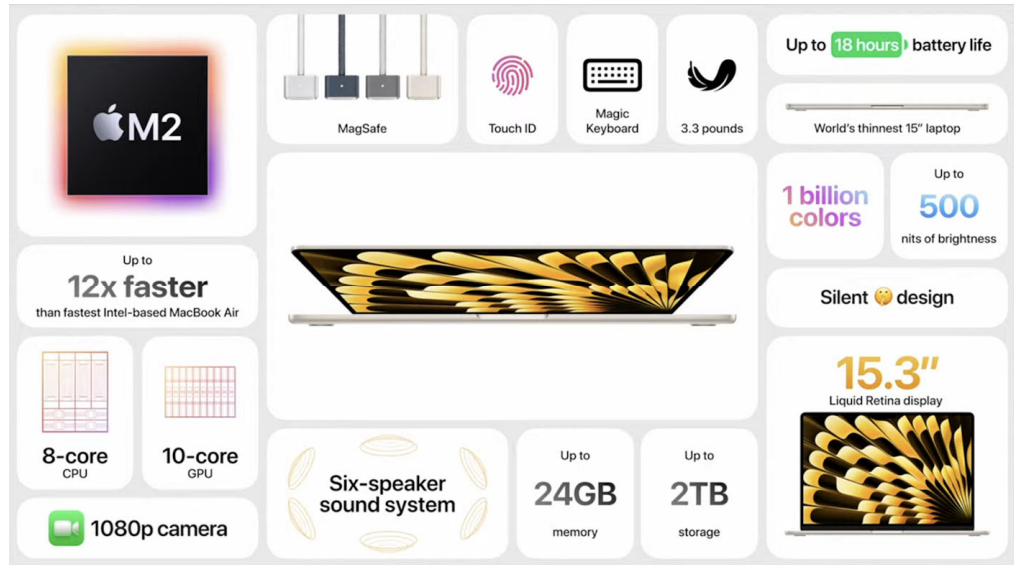 M2
MagSafe
Touch ID
Magic
Keyboard
3.3 pounds
Up to 18 hours battery life
World's thinnest 15" laptop
1 billion
colors
Up to
500
nits of brightness
Up to
12x faster
than fastest Intel-based MacBook Air
Silent 🤫 design
8-core
CPU
10-core
GPU
15.3"
Liquid Retina display
Six-speaker
sound system
Up to
24GB
memory
Up to
2TB
storage
1080p camera